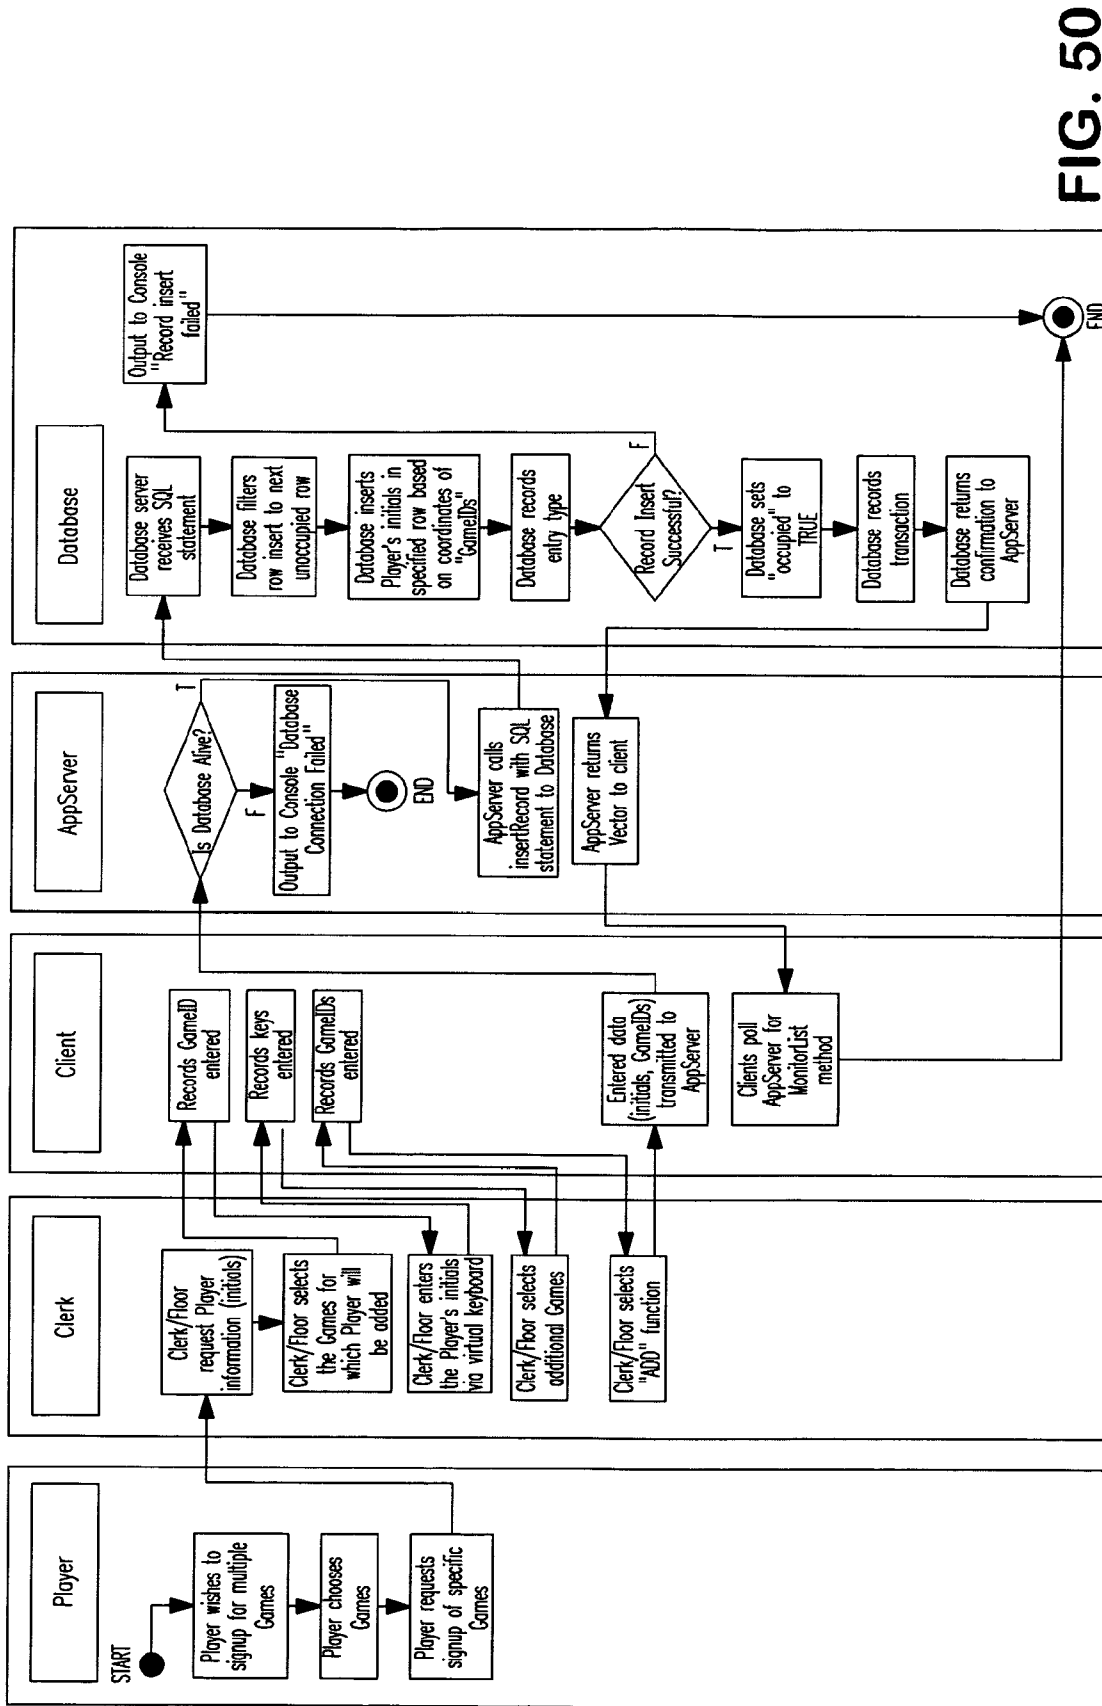 Player
START
Player wishes to
signup for multiple
Games
Player chooses
Games
Player requests
signup of specific
Games
Clerk
Clerk/Floor
request Player
information (initials)
Clerk/Floor selects
the Games for
which Player will
be added
Clerk/Floor enters
the Player's initials
via virtual keyboard
Clerk/Floor selects
additional Games
Clerk/Floor selects
"ADD" function
Client
Records GameID
entered
Records keys
entered
Records GameIDs
entered
Entered data
(initials, GameIDs)
transmitted to
AppServer
Clients poll
AppServer for
MonitorList
method
AppServer
Is Database Alive?
T
F
Output to Console "Database
Connection Failed"
END
AppServer calls
insertRecord with SQL
statement to Database
AppServer returns
Vector to client
Database
Database server
receives SQL
statement
Database filters
row insert to next
unoccupied row
Database inserts
Player's initials in
specified row based
on coordinates of
"GameIDs"
Database records
entry type
Record Insert
Successful?
F
T
Output to Console
"Record insert
failed"
Database sets
"occupied" to
TRUE
Database records
transaction
Database returns
confirmation to
AppServer
END
FIG. 50